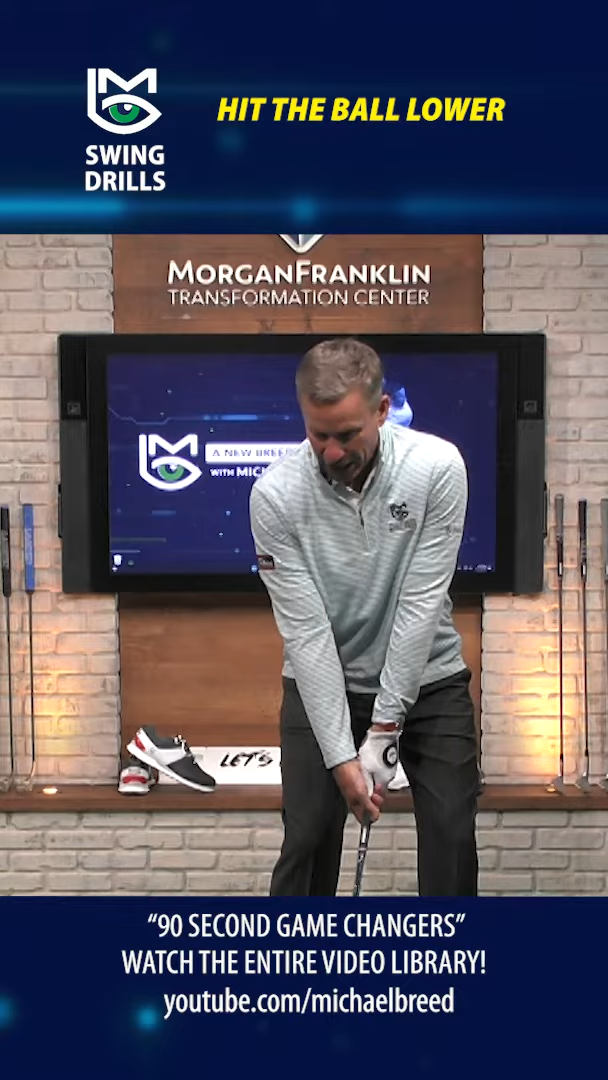 HIT THE BALL LOWER
SWING
DRILLS
MORGANFRANKLIN
TRANSFORMATION CENTER
A NEW BREED
WITH MICH
LET'S
"90 SECOND GAME CHANGERS"
WATCH THE ENTIRE VIDEO LIBRARY!
youtube.com/michaelbreed